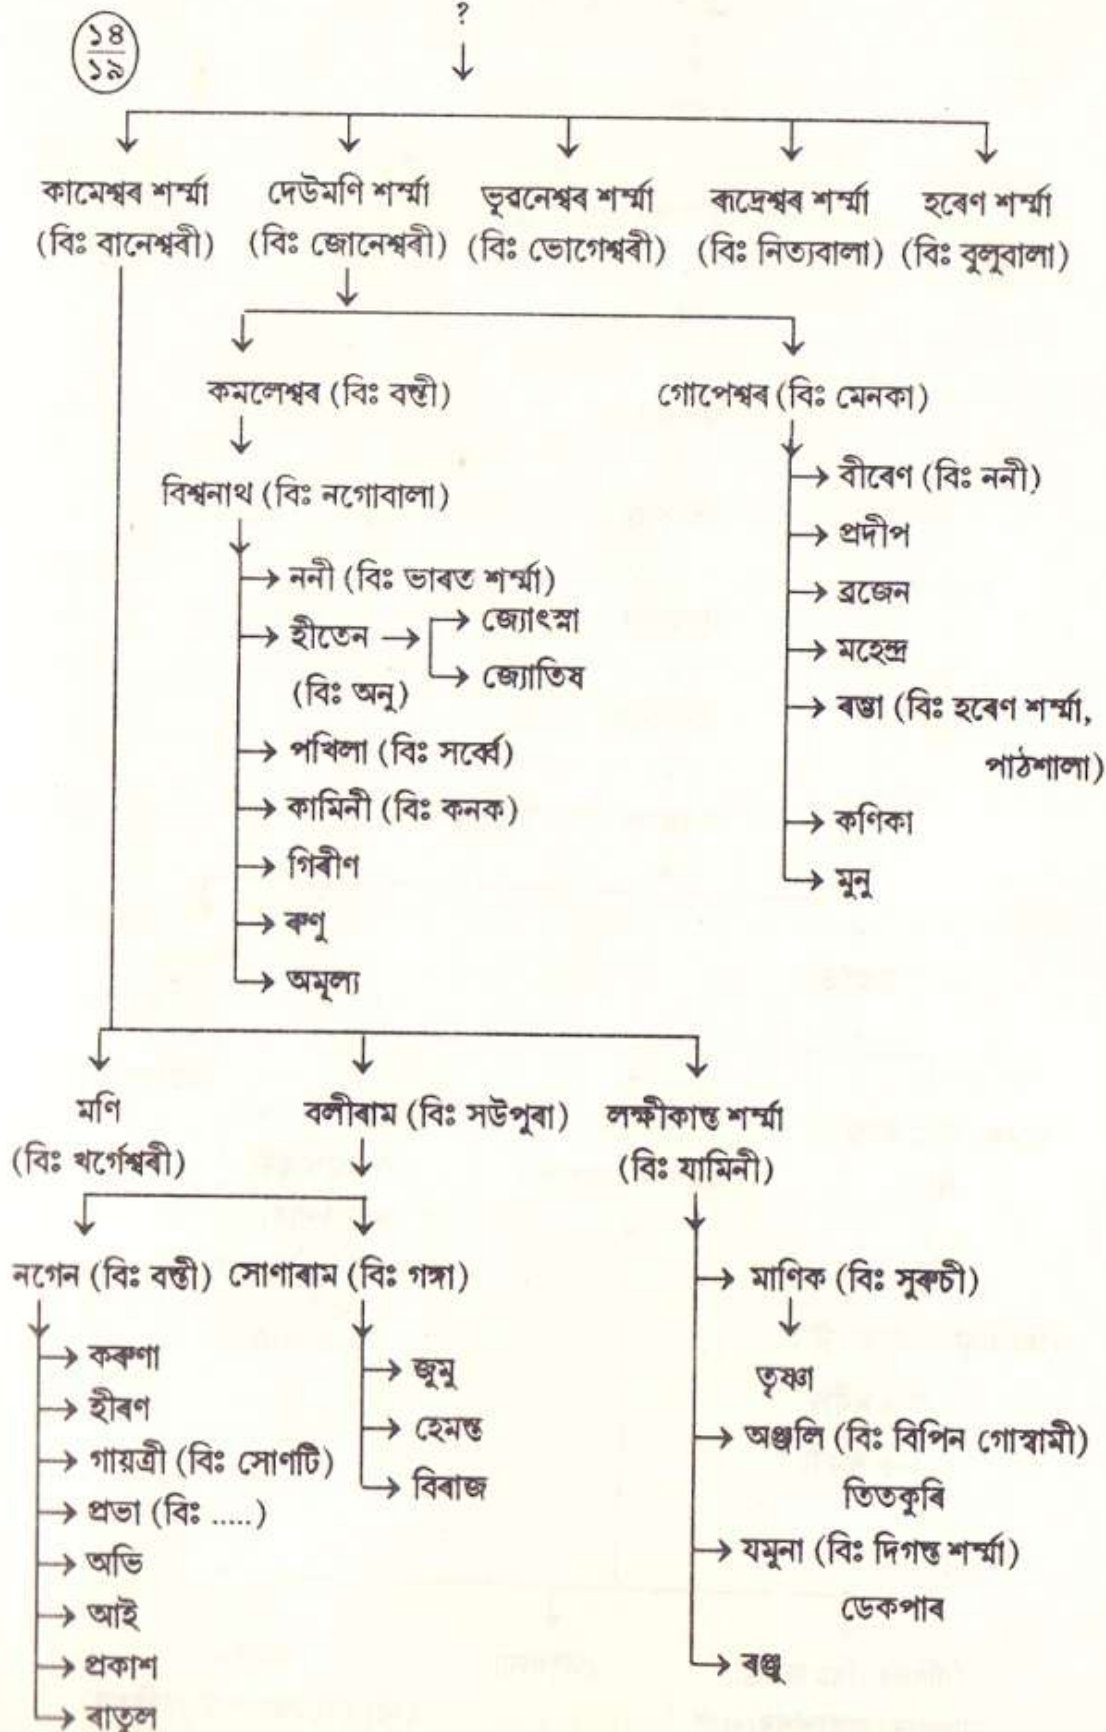 ১৪
১৯
?
কামেশ্বৰ শৰ্ম্মা দেউমণি শৰ্ম্মা ভূৱনেশ্বৰ শৰ্ম্মা ৰূদ্ৰেশ্বৰ শৰ্ম্মা হৰেণ শৰ্ম্মা
(বিঃ বানেশ্বৰী) (বিঃ জোনেশ্বৰী) (বিঃ ভোগেশ্বৰী) (বিঃ নিত্যবালা) (বিঃ বুলুবালা)
কমলেশ্বৰ (বিঃ বন্তী) গোপেশ্বৰ (বিঃ মেনকা)
বিশ্বনাথ (বিঃ নগোবালা)
ননী (বিঃ ভাৰত শৰ্ম্মা)
হীতেন
জ্যোৎস্না
জ্যোতিষ
(বিঃ অনু)
পখিলা (বিঃ সৰ্ব্বে)
কামিনী (বিঃ কনক)
গিৰীণ
ৰুণু
অমূল্য
বীৰেণ (বিঃ ননী)
প্ৰদীপ
ব্ৰজেন
মহেন্দ্ৰ
ৰম্ভা (বিঃ হৰেণ শৰ্ম্মা,
পাঠশালা)
কণিকা
মুনু
মণি বলীৰাম (বিঃ সউপুৰা) লক্ষীকান্ত শৰ্ম্মা
(বিঃ থৰ্গেশ্বৰী) (বিঃ যামিনী)
নগেন (বিঃ বন্তী) সোণাৰাম (বিঃ গঙ্গা)
কৰুণা
হীৰণ
গায়ত্ৰী (বিঃ সোণটি)
প্ৰভা (বিঃ .....)
অভি
আই
প্ৰকাশ
ৰাতুল
জুমু
হেমন্ত
বিৰাজ
মাণিক (বিঃ সুৰুচী)
তৃষ্ণা
অঞ্জলি (বিঃ বিপিন গোস্বামী)
তিতকুৰি
যমুনা (বিঃ দিগন্ত শৰ্ম্মা)
ডেকপাৰ
ৰঞ্জু